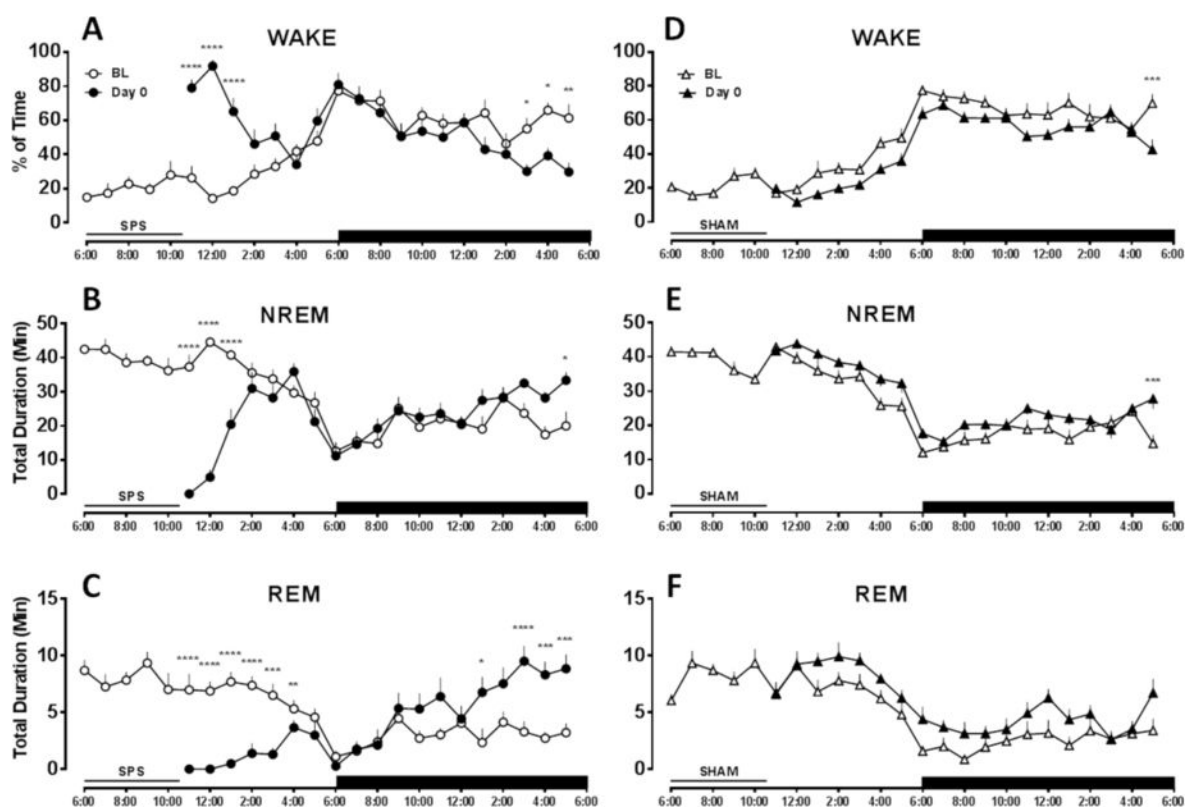 A
WAKE
% of Time
100
80
60
40
20
0
BL
Day 0
**** **** ****
* * **
SPS
6:00 8:00 10:00 12:00 2:00 4:00 6:00 8:00 10:00 12:00 2:00 4:00 6:00
D
WAKE
100
80
60
40
20
0
BL
Day 0
***
SHAM
6:00 8:00 10:00 12:00 2:00 4:00 6:00 8:00 10:00 12:00 2:00 4:00 6:00
B
NREM
Total Duration (Min)
50
40
30
20
10
0
**** **** ****
*
SPS
6:00 8:00 10:00 12:00 2:00 4:00 6:00 8:00 10:00 12:00 2:00 4:00 6:00
E
NREM
50
40
30
20
10
0
***
SHAM
6:00 8:00 10:00 12:00 2:00 4:00 6:00 8:00 10:00 12:00 2:00 4:00 6:00
C
REM
Total Duration (Min)
15
10
5
0
**** **** **** **** *** **
* **** *** ***
SPS
6:00 8:00 10:00 12:00 2:00 4:00 6:00 8:00 10:00 12:00 2:00 4:00 6:00
F
REM
15
10
5
0
SHAM
6:00 8:00 10:00 12:00 2:00 4:00 6:00 8:00 10:00 12:00 2:00 4:00 6:00